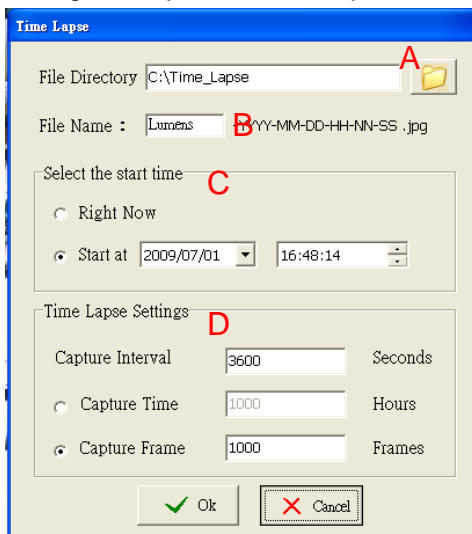 Time Lapse
A
File Directory C:\Time_Lapse
File Name : Lumens B YYY-MM-DD-HH-NN-SS .jpg
Select the start time C
Right Now
Start at 2009/07/01 16:48:14
Time Lapse Settings D
Capture Interval 3600 Seconds
Capture Time 1000 Hours
Capture Frame 1000 Frames
Ok Cancel